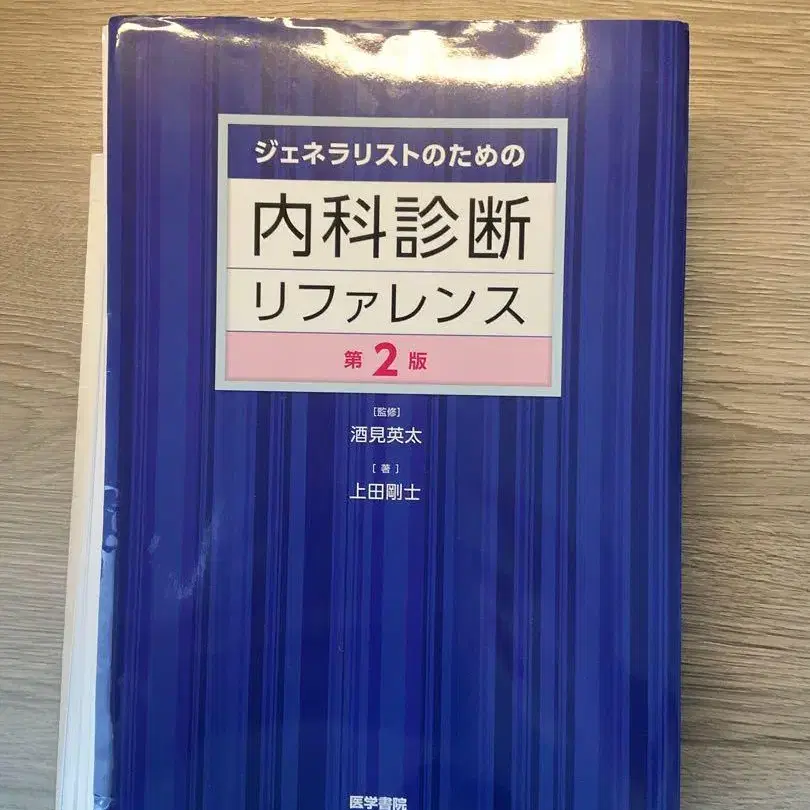 ジェネラリストのための
内科診断
リファレンス
第2版
[監修]
酒見英太
[著]
上田剛士
医学書院